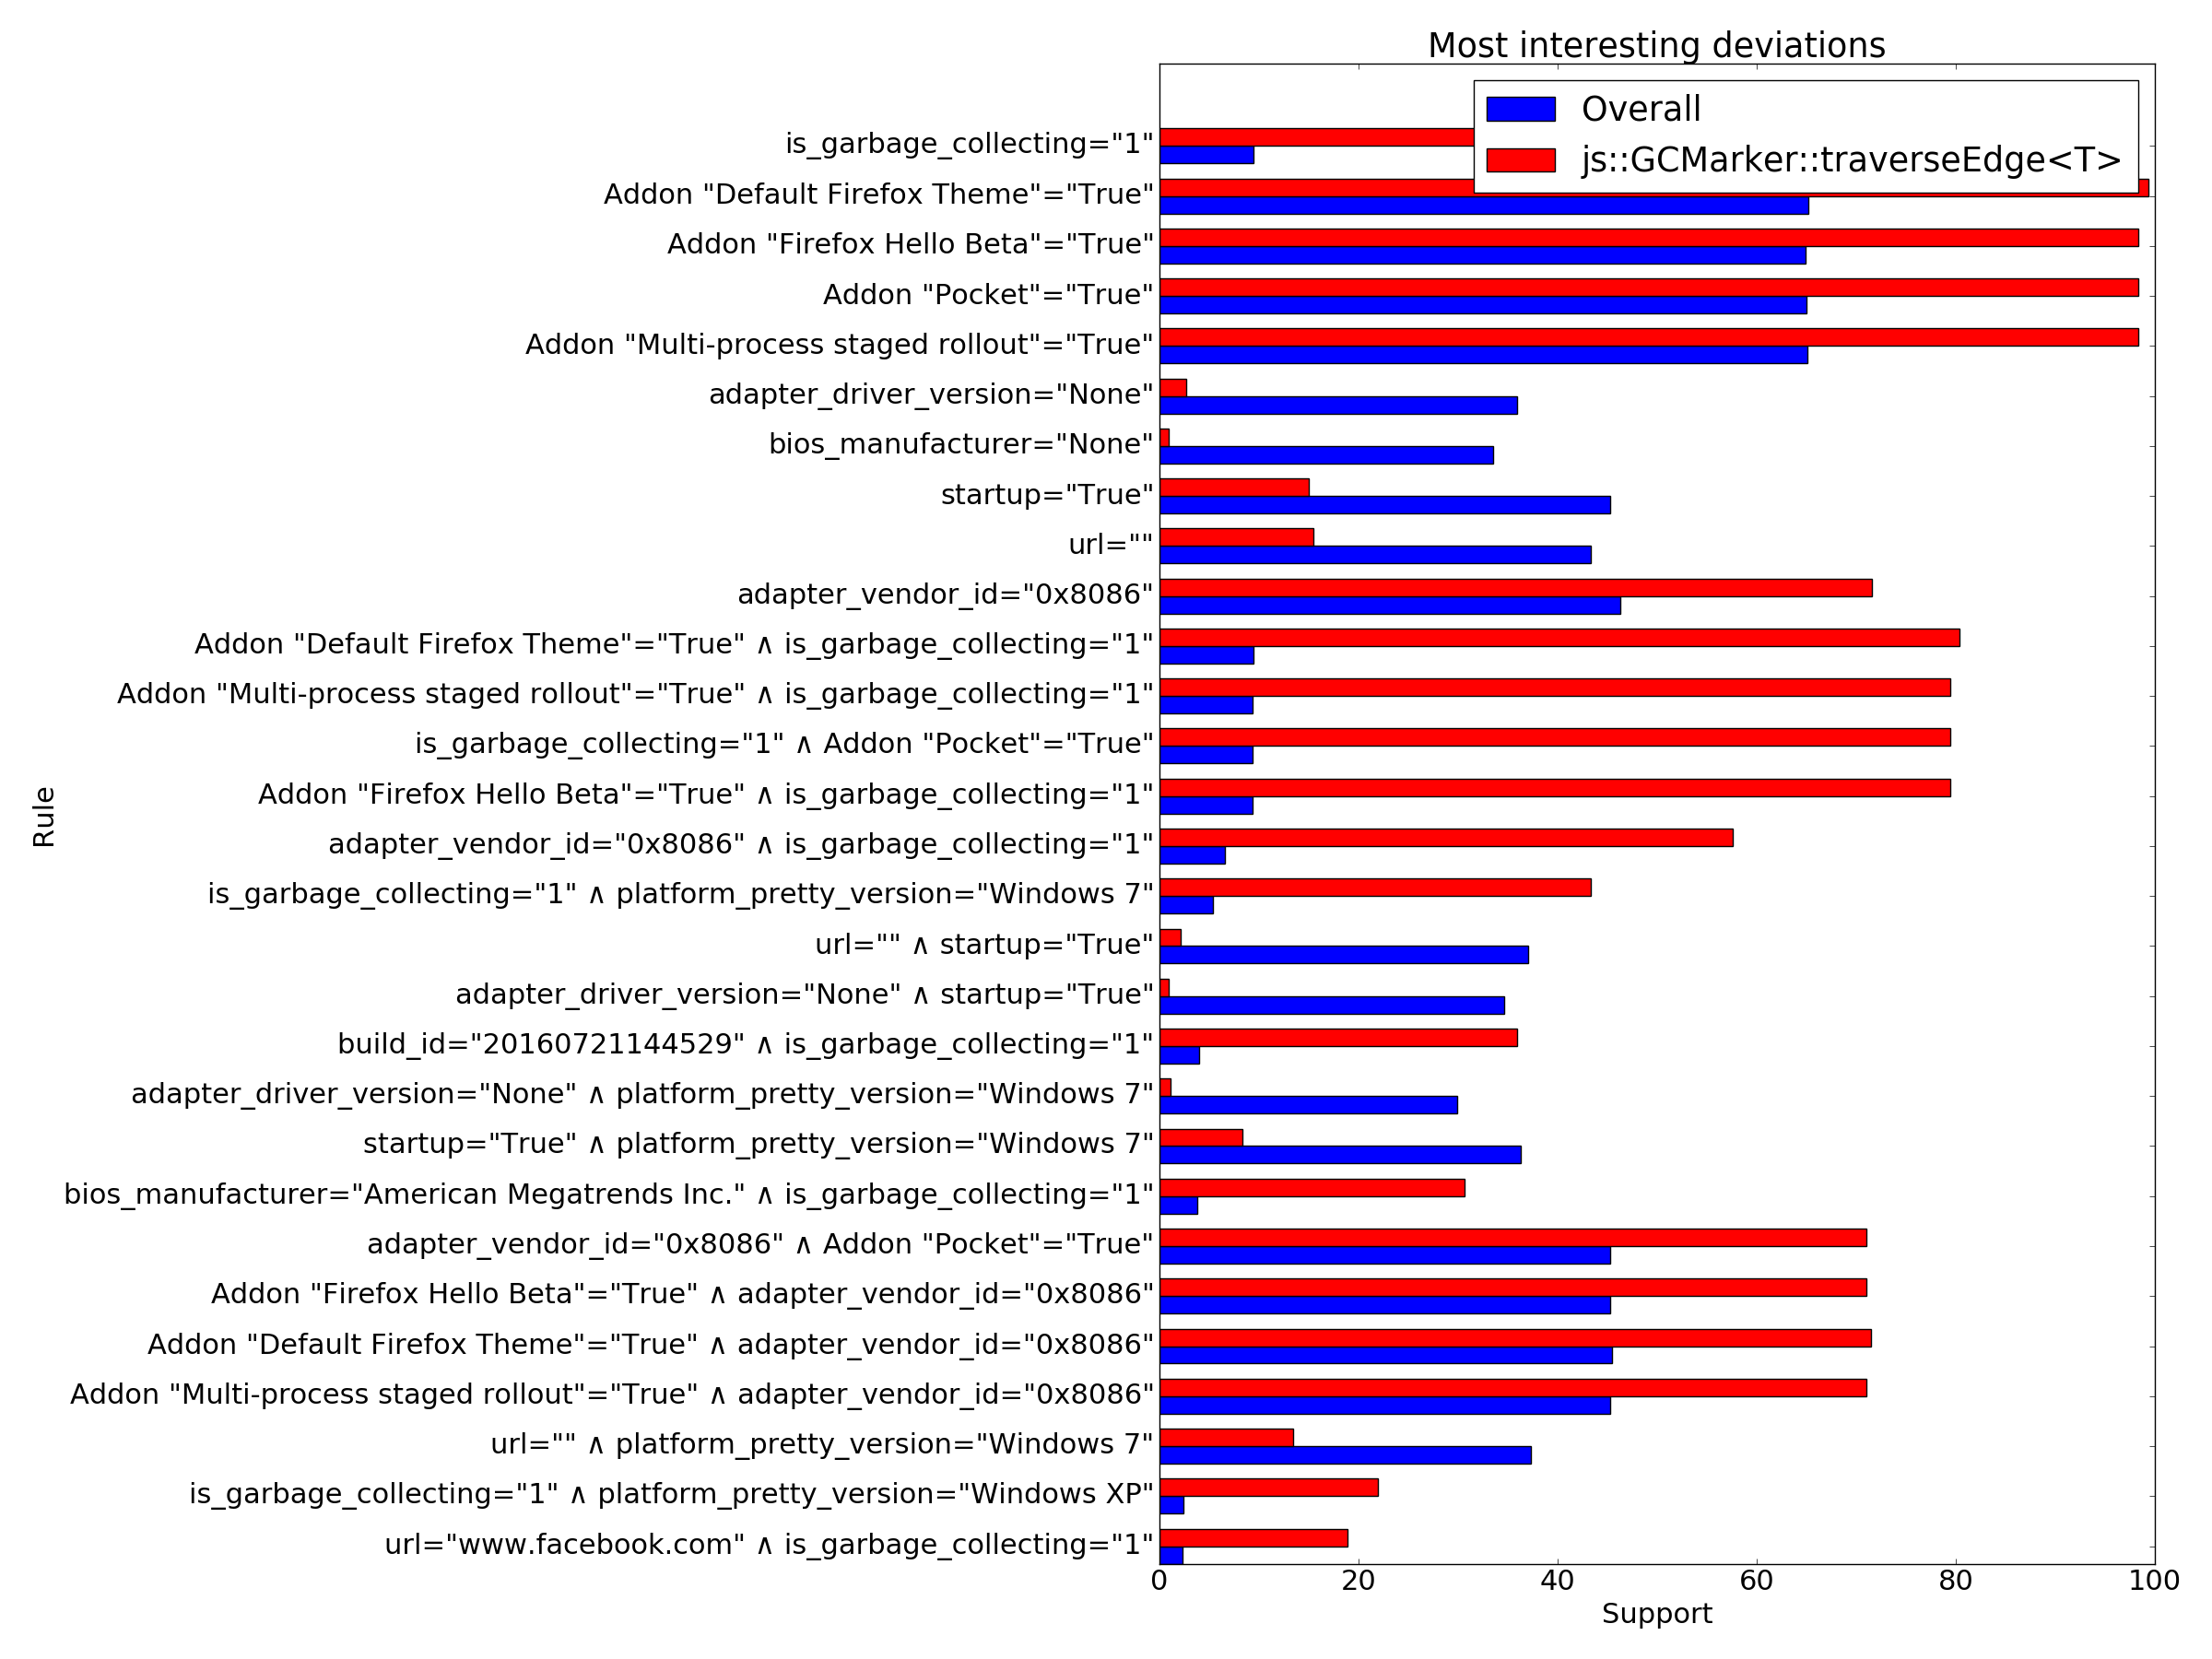 Most interesting deviations
Overall
js::GCMarker::traverseEdge<T>
is_garbage_collecting="1"
Addon "Default Firefox Theme"="True"
Addon "Firefox Hello Beta"="True"
Addon "Pocket"="True"
Addon "Multi-process staged rollout"="True"
adapter_driver_version="None"
bios_manufacturer="None"
startup="True"
url=""
adapter_vendor_id="0x8086"
Addon "Default Firefox Theme"="True" ∧ is_garbage_collecting="1"
Addon "Multi-process staged rollout"="True" ∧ is_garbage_collecting="1"
is_garbage_collecting="1" ∧ Addon "Pocket"="True"
Addon "Firefox Hello Beta"="True" ∧ is_garbage_collecting="1"
adapter_vendor_id="0x8086" ∧ is_garbage_collecting="1"
is_garbage_collecting="1" ∧ platform_pretty_version="Windows 7"
url="" ∧ startup="True"
adapter_driver_version="None" ∧ startup="True"
build_id="20160721144529" ∧ is_garbage_collecting="1"
adapter_driver_version="None" ∧ platform_pretty_version="Windows 7"
startup="True" ∧ platform_pretty_version="Windows 7"
bios_manufacturer="American Megatrends Inc." ∧ is_garbage_collecting="1"
adapter_vendor_id="0x8086" ∧ Addon "Pocket"="True"
Addon "Firefox Hello Beta"="True" ∧ adapter_vendor_id="0x8086"
Addon "Default Firefox Theme"="True" ∧ adapter_vendor_id="0x8086"
Addon "Multi-process staged rollout"="True" ∧ adapter_vendor_id="0x8086"
url="" ∧ platform_pretty_version="Windows 7"
is_garbage_collecting="1" ∧ platform_pretty_version="Windows XP"
url="www.facebook.com" ∧ is_garbage_collecting="1"
Rule
0 20 40 60 80 100
Support